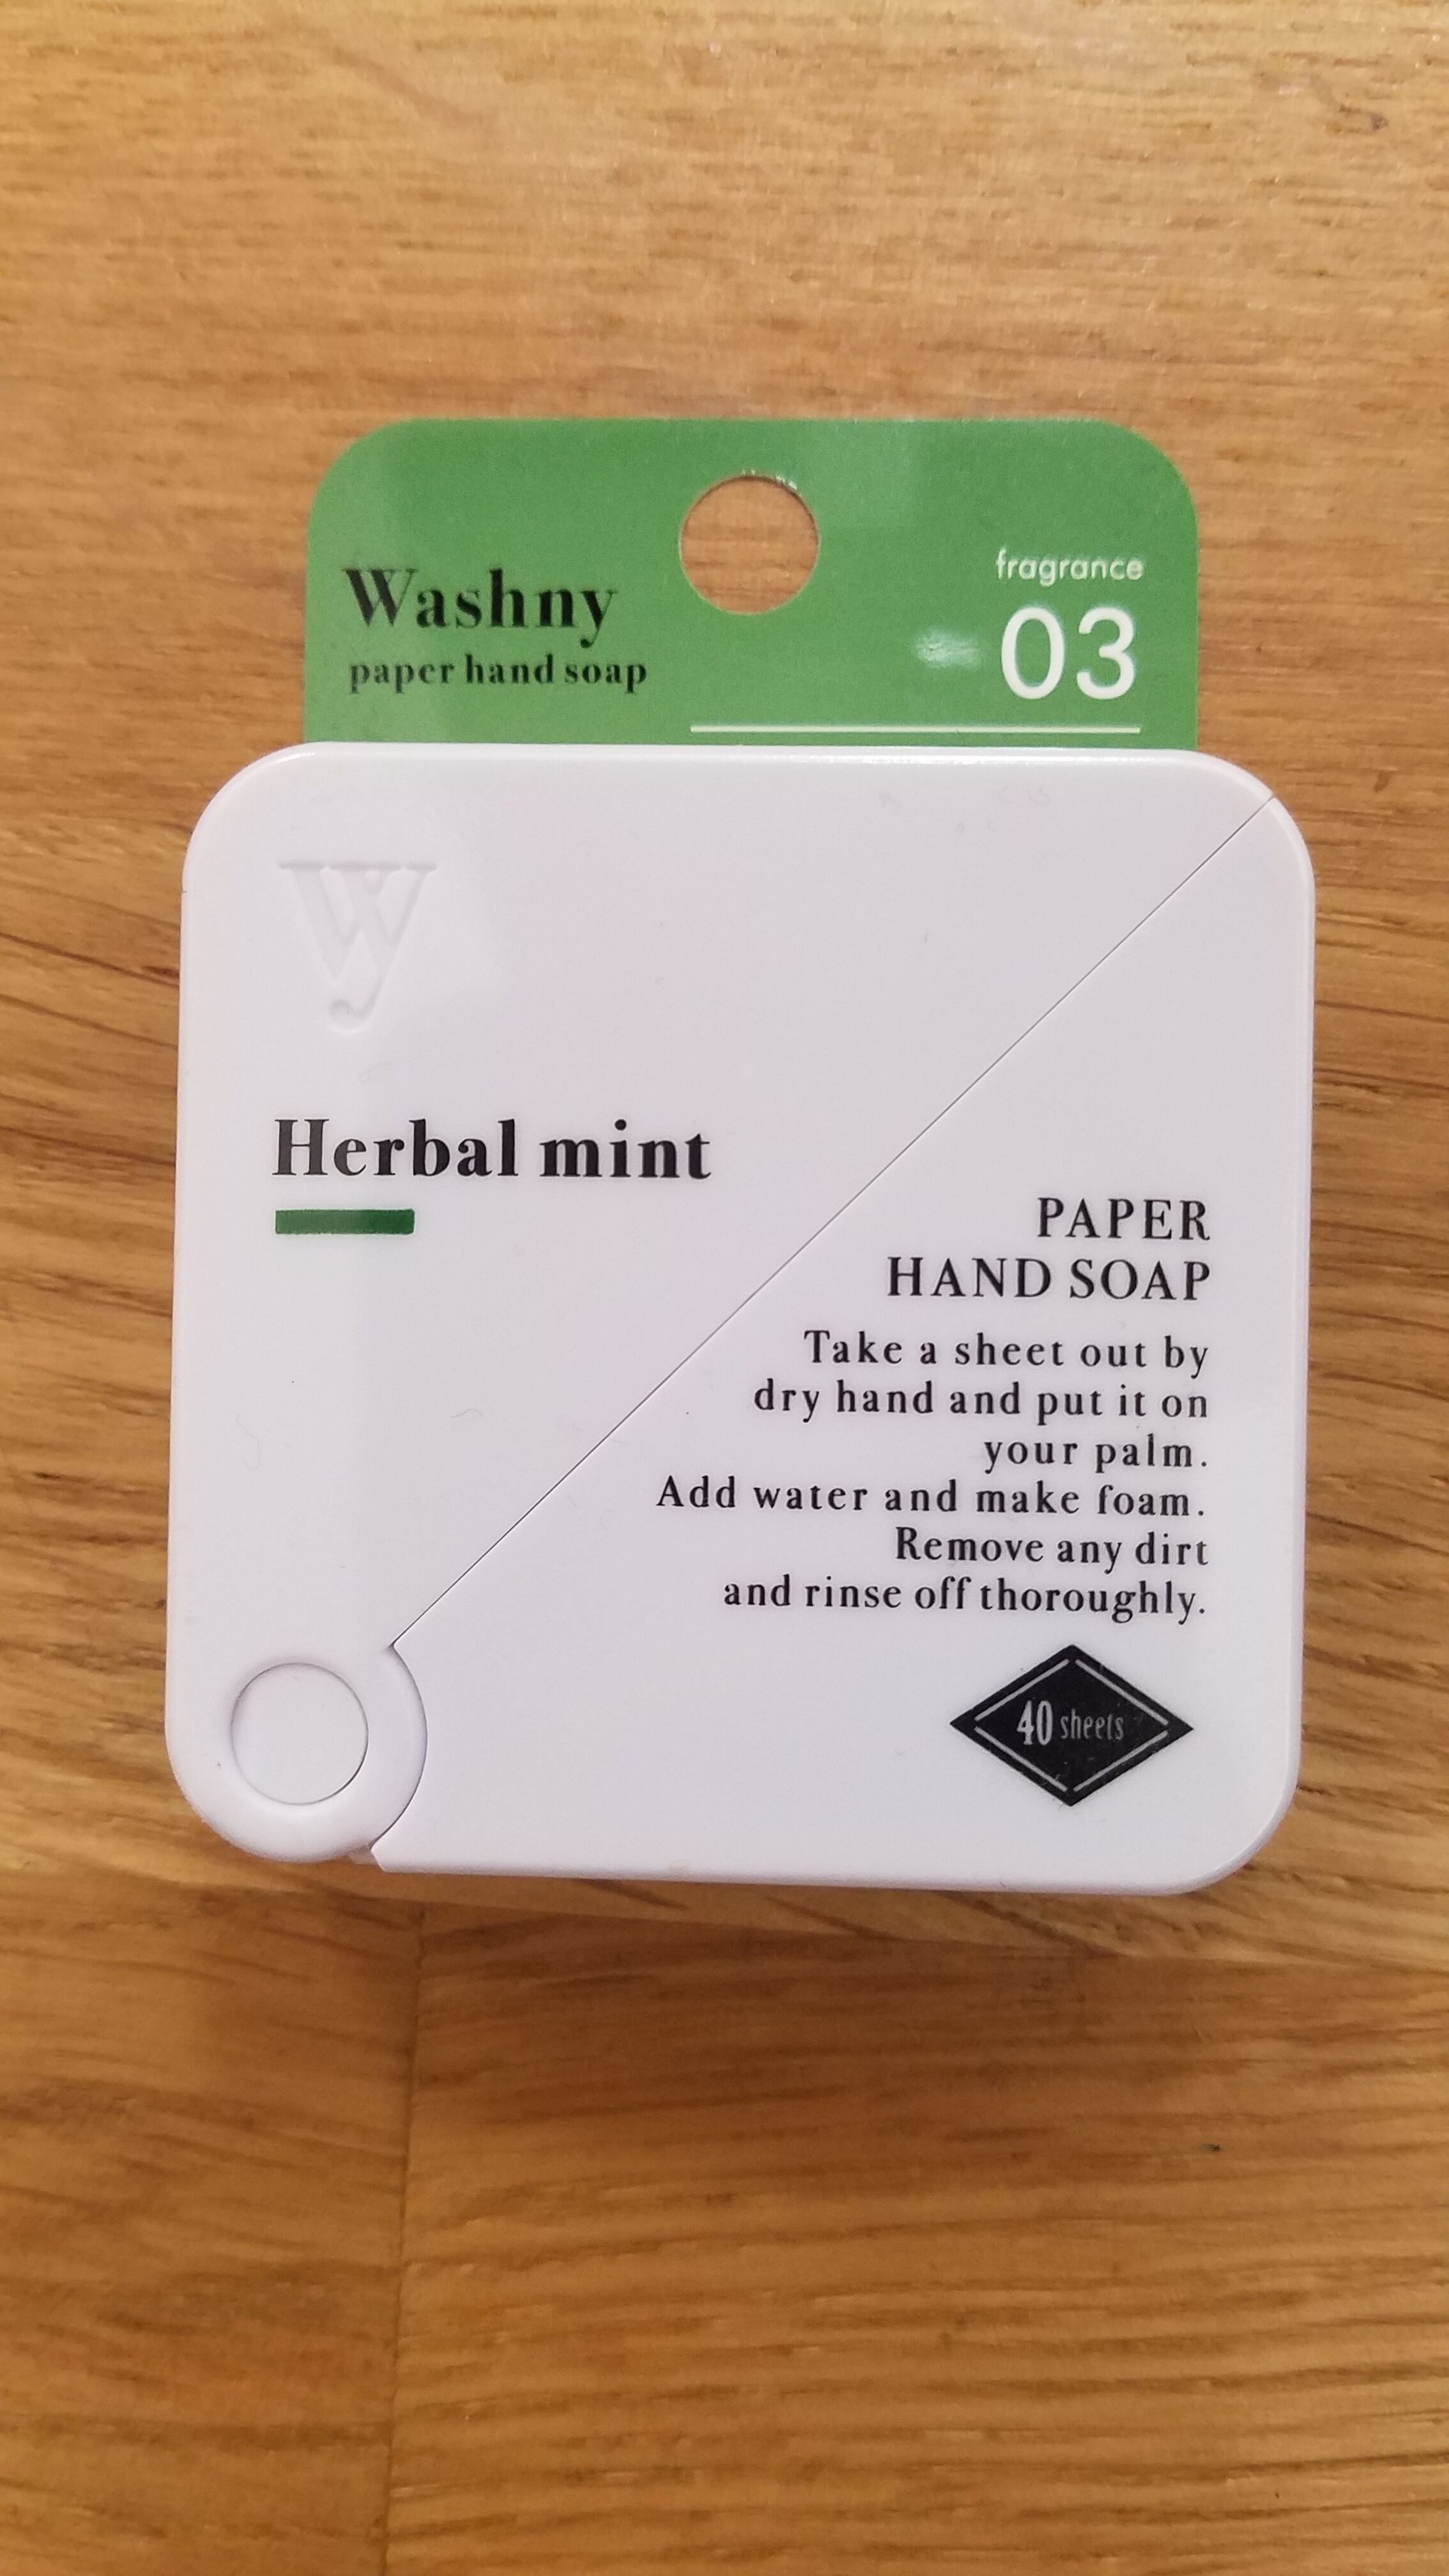 Washny
paper hand soap
fragrance
03
Wy
Herbal mint
PAPER
HAND SOAP
Take a sheet out by
dry hand and put it on
your palm.
Add water and make foam.
Remove any dirt
and rinse off thoroughly.
40 sheets